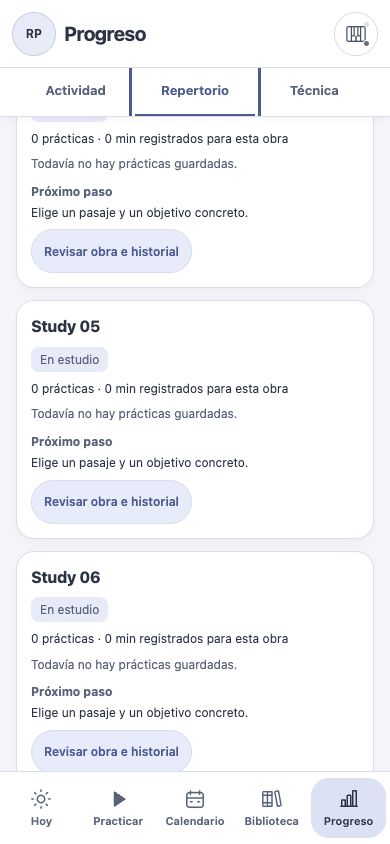 RP
Progreso
Actividad
Repertorio
Técnica
0 prácticas · 0 min registrados para esta obra
Todavía no hay prácticas guardadas.
Próximo paso
Elige un pasaje y un objetivo concreto.
Revisar obra e historial
Study 05
En estudio
0 prácticas · 0 min registrados para esta obra
Todavía no hay prácticas guardadas.
Próximo paso
Elige un pasaje y un objetivo concreto.
Revisar obra e historial
Study 06
En estudio
0 prácticas · 0 min registrados para esta obra
Todavía no hay prácticas guardadas.
Próximo paso
Elige un pasaje y un objetivo concreto.
Revisar obra e historial
Hoy
Practicar
Calendario
Biblioteca
Progreso